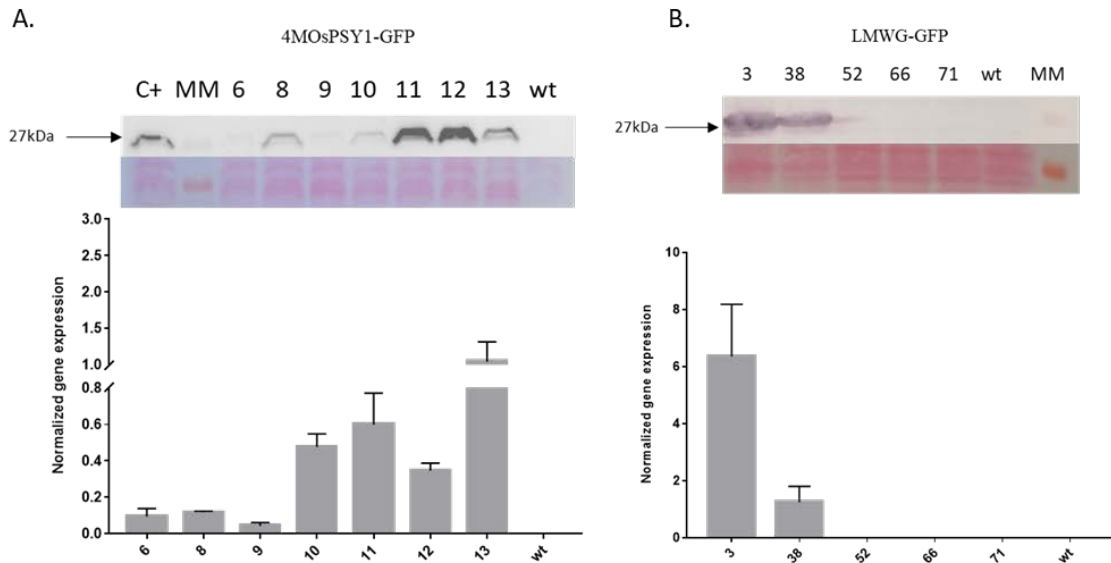 A.
4MOsPSY1-GFP
C+ MM 6 8 9 10 11 12 13 wt
27kDa
3.0
2.5
2.0
1.5
1.0
0.8
0.6
0.4
0.2
0.0
Normalized gene expression
6 8 9 10 11 12 13 wt
B.
LMWG-GFP
3 38 52 66 71 wt MM
27kDa
10
8
6
4
2
0
Normalized gene expression
3 38 52 66 71 wt